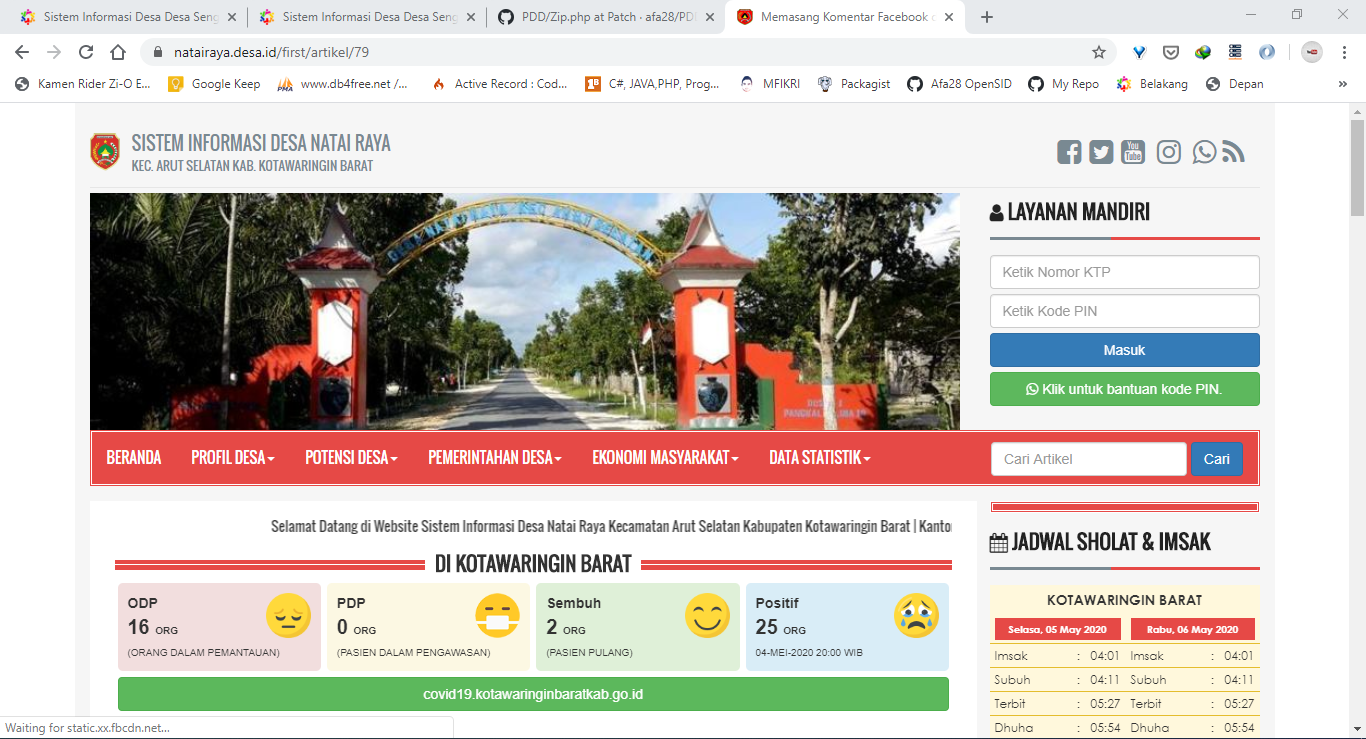 Sistem Informasi Desa Desa Seng
Sistem Informasi Desa Desa Seng
PDD/Zip.php at Patch · afa28/PDD
Memasang Komentar Facebook
natairaya.desa.id/first/artikel/79
Kamen Rider Zi-O E...
Google Keep
www.db4free.net /...
Active Record : Cod...
C#, JAVA,PHP, Prog...
MFIKRI
Packagist
Afa28 OpenSID
My Repo
Belakang
Depan
»
SISTEM INFORMASI DESA NATAI RAYA
KEC. ARUT SELATAN KAB. KOTAWARINGIN BARAT
You
Tube
LAYANAN MANDIRI
Ketik Nomor KTP
Ketik Kode PIN
Masuk
Klik untuk bantuan kode PIN.
BERANDA PROFIL DESA POTENSI DESA PEMERINTAHAN DESA EKONOMI MASYARAKAT DATA STATISTIK
Cari Artikel
Cari
Selamat Datang di Website Sistem Informasi Desa Natai Raya Kecamatan Arut Selatan Kabupaten Kotawaringin Barat | Kantor
DI KOTAWARINGIN BARAT
ODP
16 ORG
(ORANG DALAM PEMANTAUAN)
PDP
0 ORG
(PASIEN DALAM PENGAWASAN)
Sembuh
2 ORG
(PASIEN PULANG)
Positif
25 ORG
04-MEI-2020 20:00 WIB
covid19.kotawaringinbaratkab.go.id
JADWAL SHOLAT & IMSAK
KOTAWARINGIN BARAT
Selasa, 05 May 2020 Rabu, 06 May 2020
Imsak : 04:01 Imsak : 04:01
Subuh : 04:11 Subuh : 04:11
Terbit : 05:27 Terbit : 05:27
Dhuha : 05:54 Dhuha : 05:54
Waiting for static.xx.fbcdn.net...